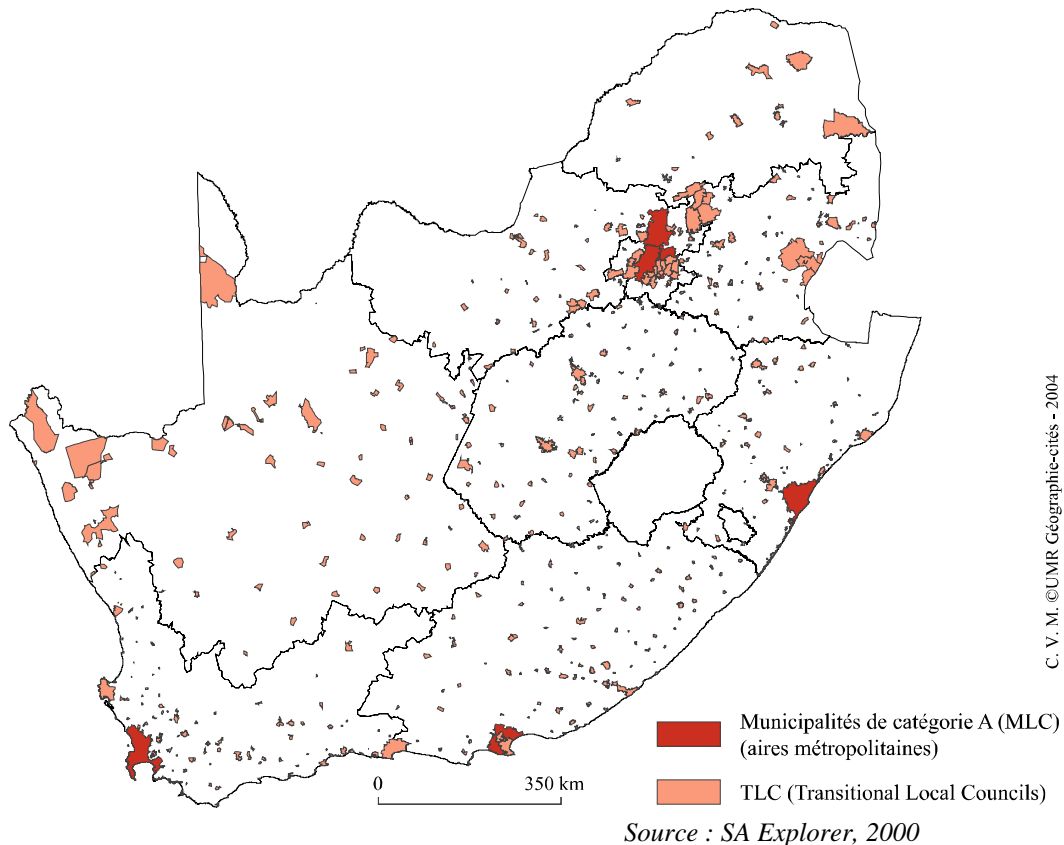 C. V. M. ©UMR Géographie-cités - 2004
Municipalités de catégorie A (MLC)
(aires métropolitaines)
0 350 km
TLC (Transitional Local Councils)
Source : SA Explorer, 2000